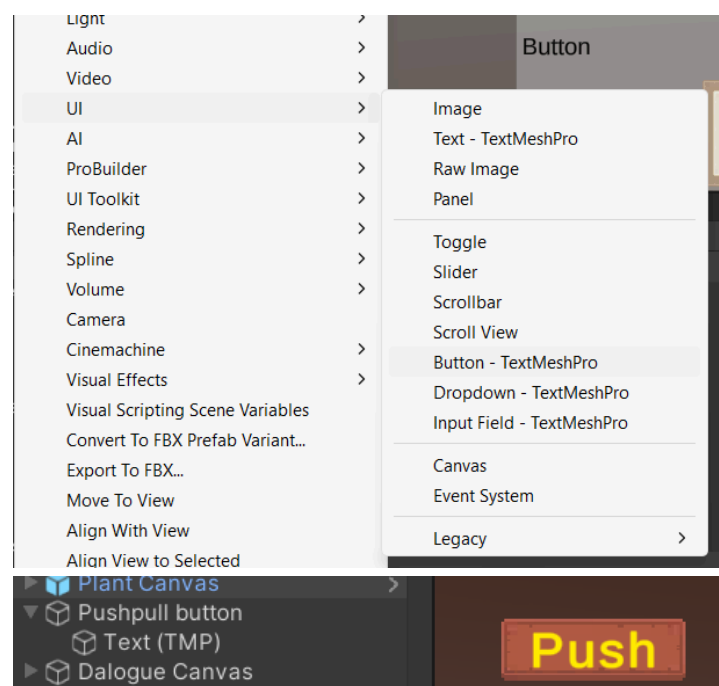 Light
Audio
Video
UI
AI
ProBuilder
UI Toolkit
Rendering
Spline
Volume
Camera
Cinemachine
Visual Effects
Visual Scripting Scene Variables
Convert To FBX Prefab Variant...
Export To FBX...
Move To View
Align With View
Align View to Selected
Button
Image
Text - TextMeshPro
Raw Image
Panel
Toggle
Slider
Scrollbar
Scroll View
Button - TextMeshPro
Dropdown - TextMeshPro
Input Field - TextMeshPro
Canvas
Event System
Legacy
Plant Canvas
Pushpull button
Text (TMP)
Dalogue Canvas
Push